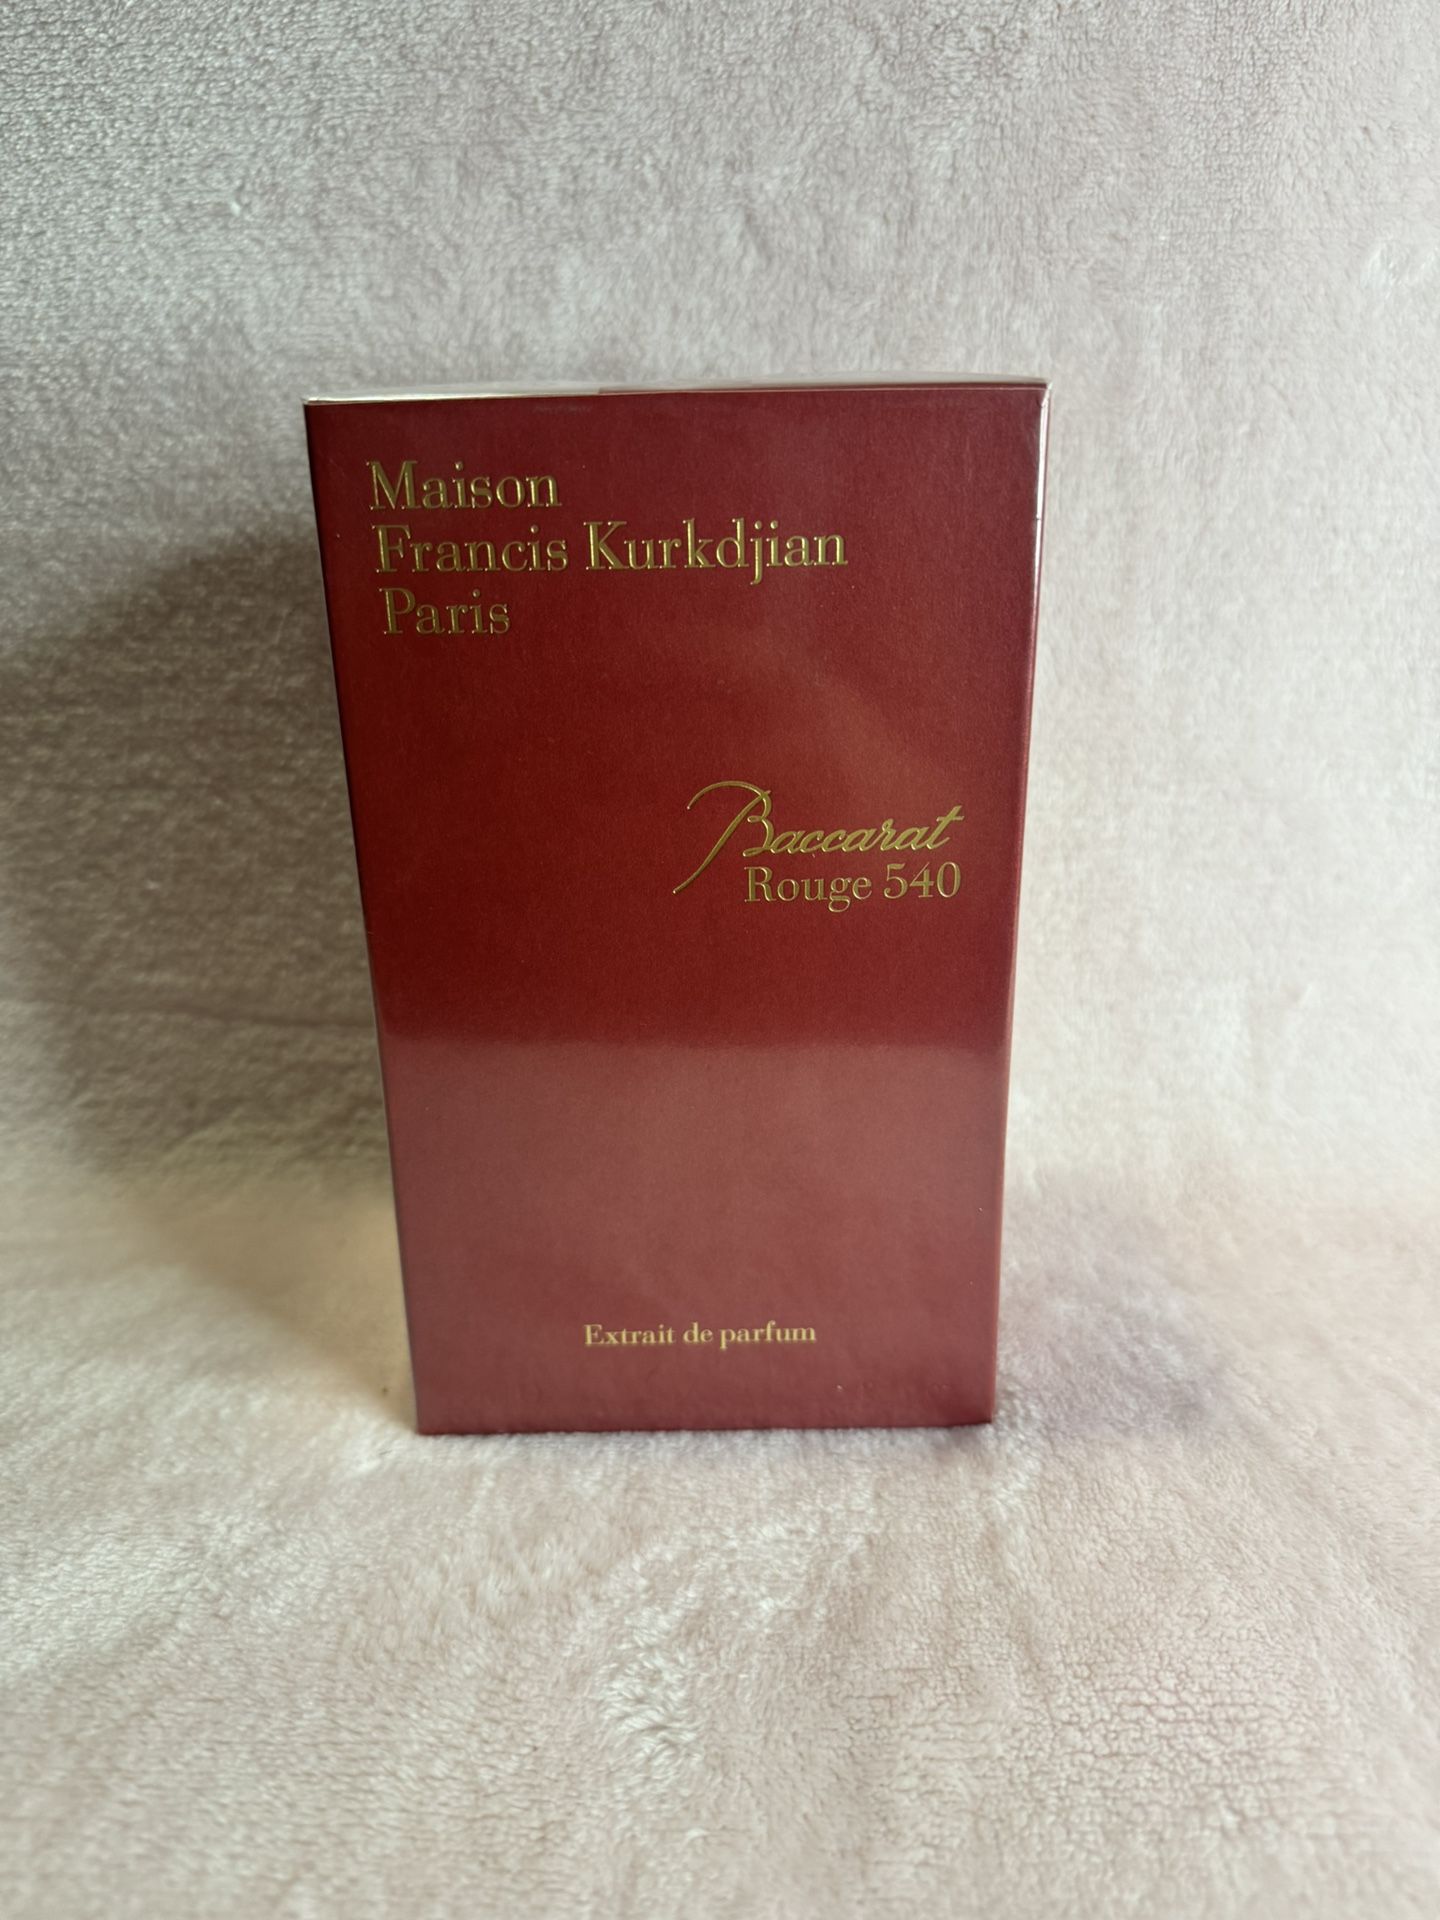 Maison
Francis Kurkdjian
Paris
Baccarat
Rouge 540
Extrait de parfum